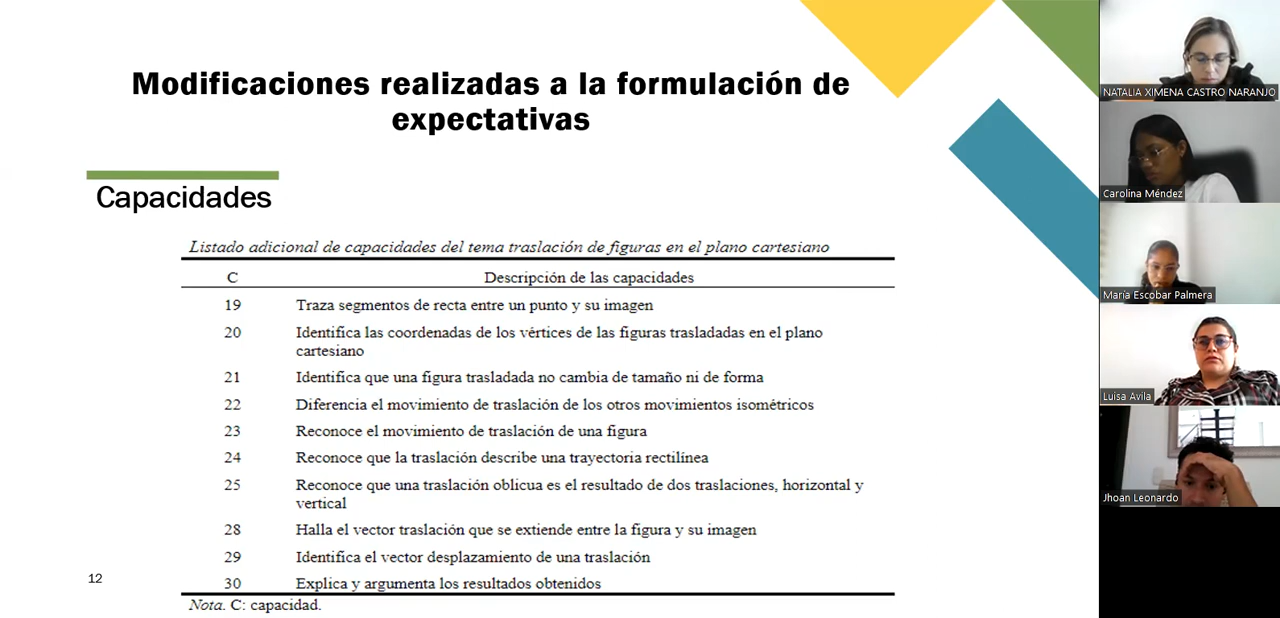 Modificaciones realizadas a la formulación de
expectativas
Capacidades
Listado adicional de capacidades del tema traslación de figuras en el plano cartesiano
C Descripción de las capacidades
19 Traza segmentos de recta entre un punto y su imagen
20 Identifica las coordenadas de los vértices de las figuras trasladadas en el plano
cartesiano
21 Identifica que una figura trasladada no cambia de tamaño ni de forma
22 Diferencia el movimiento de traslación de los otros movimientos isométricos
23 Reconoce el movimiento de traslación de una figura
24 Reconoce que la traslación describe una trayectoria rectilínea
25 Reconoce que una traslación oblicua es el resultado de dos traslaciones, horizontal y
vertical
28 Halla el vector traslación que se extiende entre la figura y su imagen
29 Identifica el vector desplazamiento de una traslación
30 Explica y argumenta los resultados obtenidos
Nota. C: capacidad.
12
NATALIA XIMENA CASTRO NARANJO
Carolina Méndez
María Escobar Palmera
Luisa Avila
Jhoan Leonardo